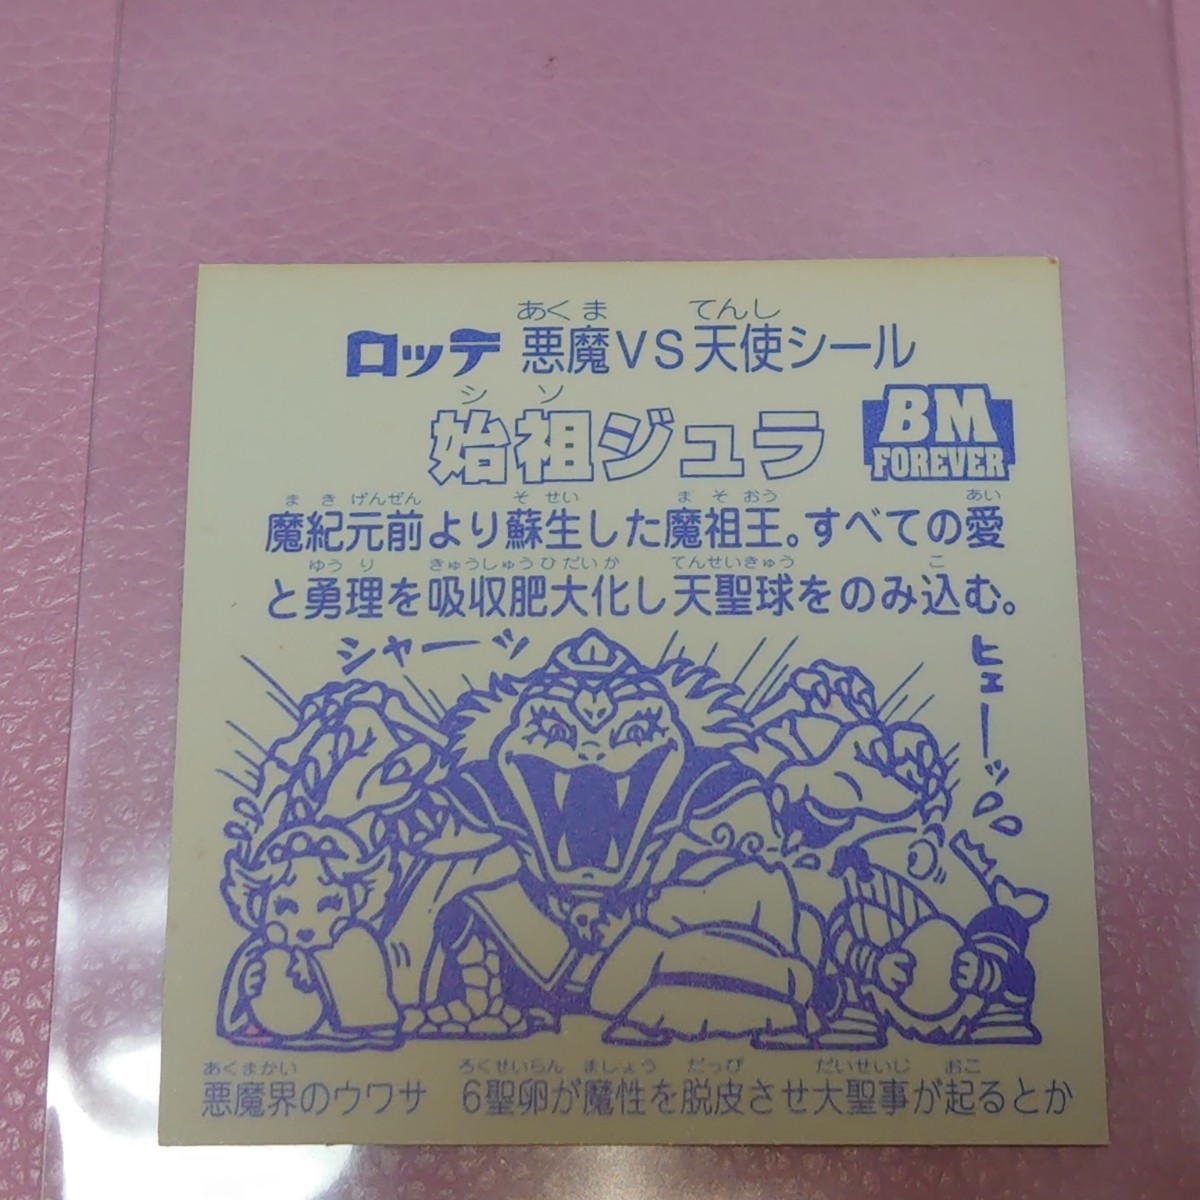 あくま てんし
ロッテ 悪魔VS天使シール
シソ
始祖ジュラ
BM
FOREVER
まきげんぜん そせい まそおう あい
魔紀元前より蘇生した魔祖王。すべての愛
ゆうり きゅうしゅうひだいか てんせいきゅう こ
と勇理を吸収肥大化し天聖球をのみ込む。
シャーッ
ヒェーッ
あくまかい ろくせいらん ましょう だっぴ だいせいじ おこ
悪魔界のウワサ 6聖卵が魔性を脱皮させ大聖事が起るとか